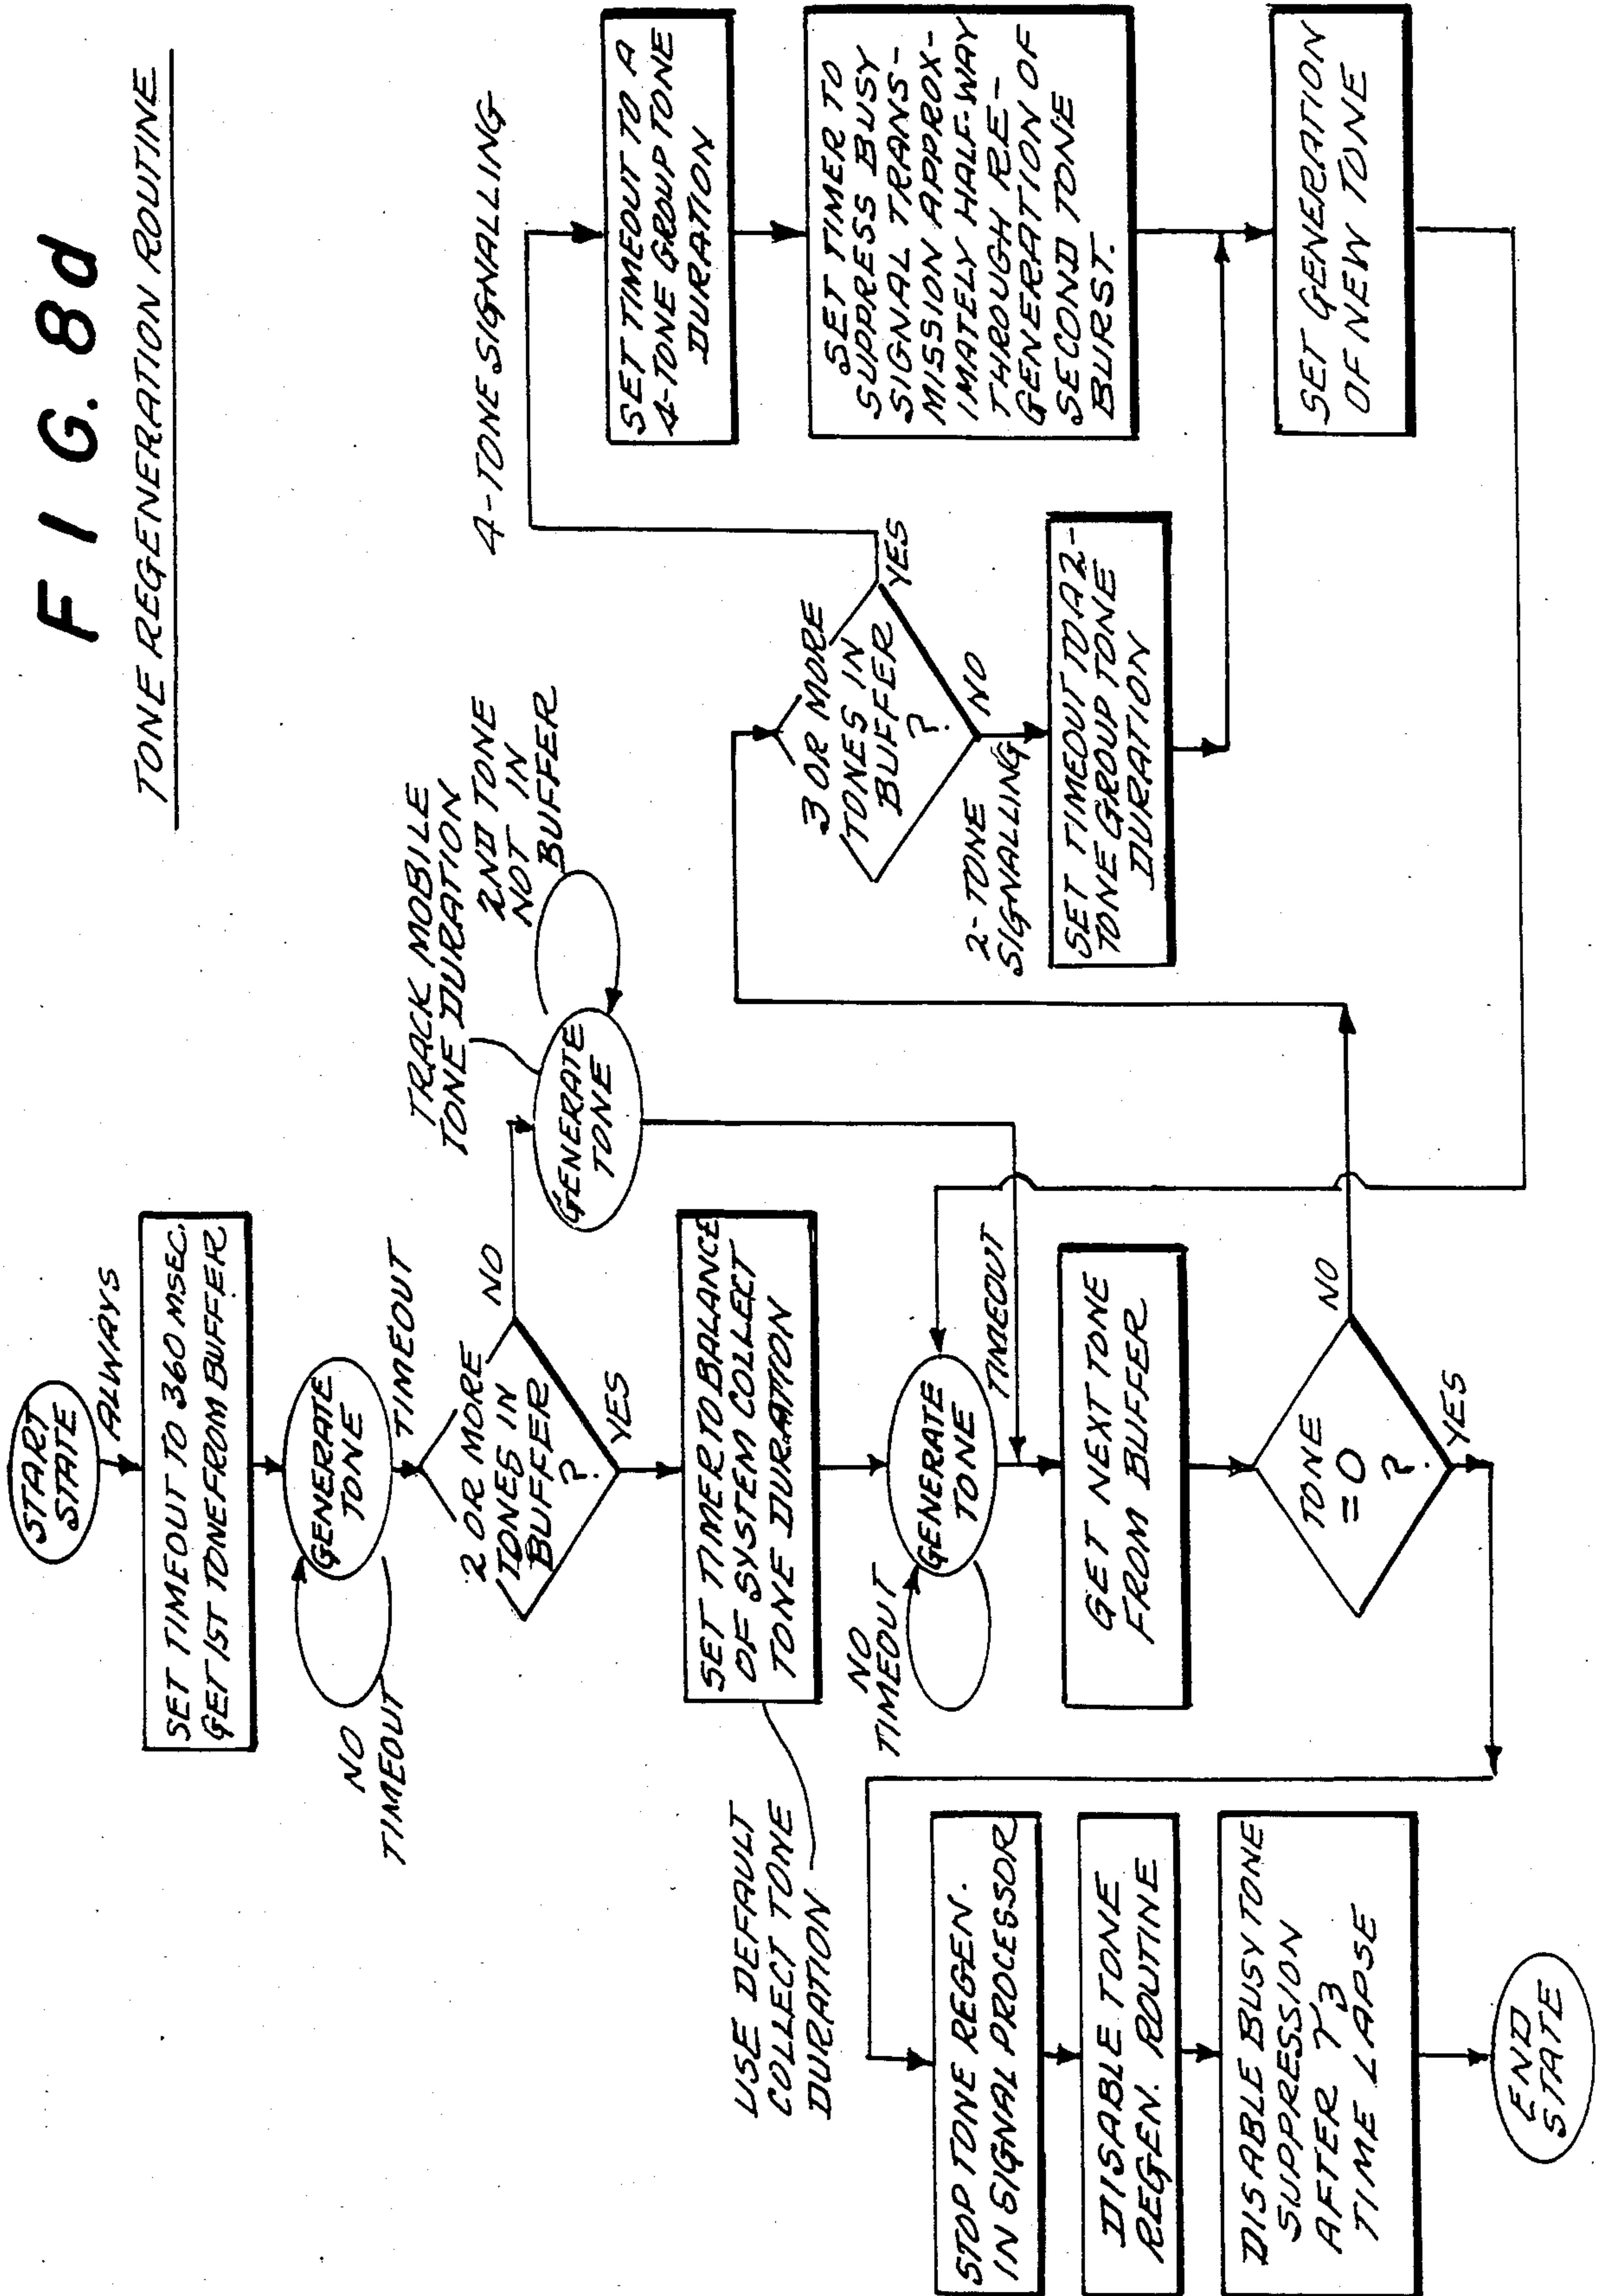 FIG. 8d
TONE REGENERATION ROUTINE
START
STATE
ALWAYS
SET TIMEOUT TO 360 MSEC.
GET 1ST TONE FROM BUFFER
GENERATE
TONE
NO
TIMEOUT
TIMEOUT
2 OR MORE
TONES IN
BUFFER
?
NO
YES
TRACK MOBILE
TONE DURATION
GENERATE
TONE
2ND TONE
NOT IN
BUFFER
SET TIMER TO BALANCE
OF SYSTEM COLLECT
TONE DURATION
USE DEFAULT
COLLECT TONE
DURATION
GENERATE
TONE
NO
TIMEOUT
TIMEOUT
GET NEXT TONE
FROM BUFFER
TONE
=0
?
NO
YES
3 OR MORE
TONES IN
BUFFER
?
YES
NO
4-TONE SIGNALLING
SET TIMEOUT TO A
4-TONE GROUP TONE
DURATION
SET TIMER TO
SUPPRESS BUSY
SIGNAL TRANS-
MISSION APPROX-
IMATELY HALF-WAY
THROUGH RE-
GENERATION OF
SECOND TONE
BURST.
2-TONE
SIGNALLING
SET TIMEOUT TO A 2-
TONE GROUP TONE
DURATION
SET GENERATION
OF NEW TONE
STOP TONE REGEN.
IN SIGNAL PROCESSOR
DISABLE TONE
REGEN. ROUTINE
DISABLE BUSY TONE
SUPPRESSION
AFTER T3
TIME LAPSE
END
STATE